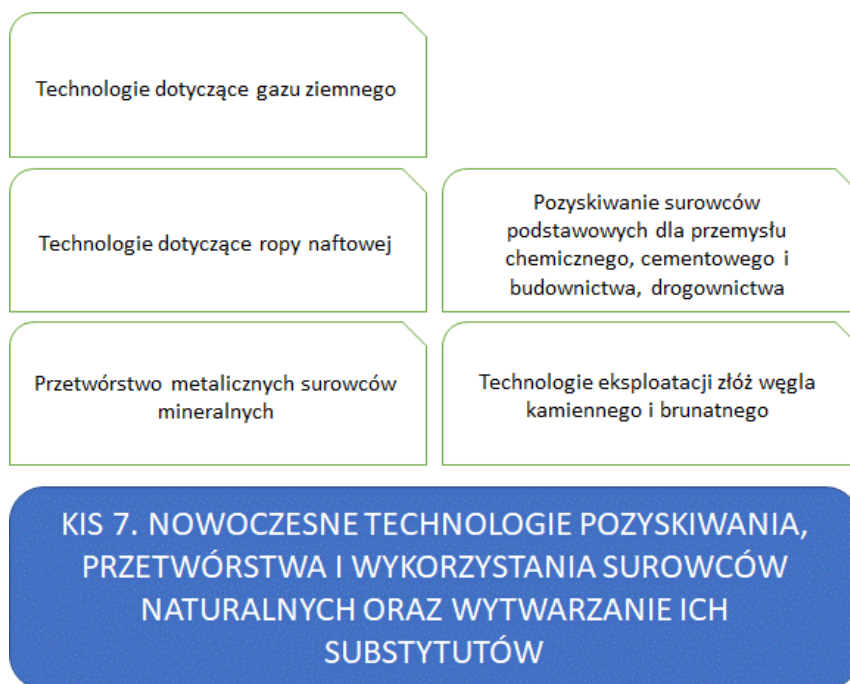 Technologie dotyczące gazu ziemnego
Technologie dotyczące ropy naftowej
Pozyskiwanie surowców
podstawowych dla przemysłu
chemicznego, cementowego i
budownictwa, drogownictwa
Przetwórstwo metalicznych surowców
mineralnych
Technologie eksploatacji złóż węgla
kamiennego i brunatnego
KIS 7. NOWOCZESNE TECHNOLOGIE POZYSKIWANIA,
PRZETWÓRSTWA I WYKORZYSTANIA SUROWCÓW
NATURALNYCH ORAZ WYTWARZANIE ICH
SUBSTYTUTÓW